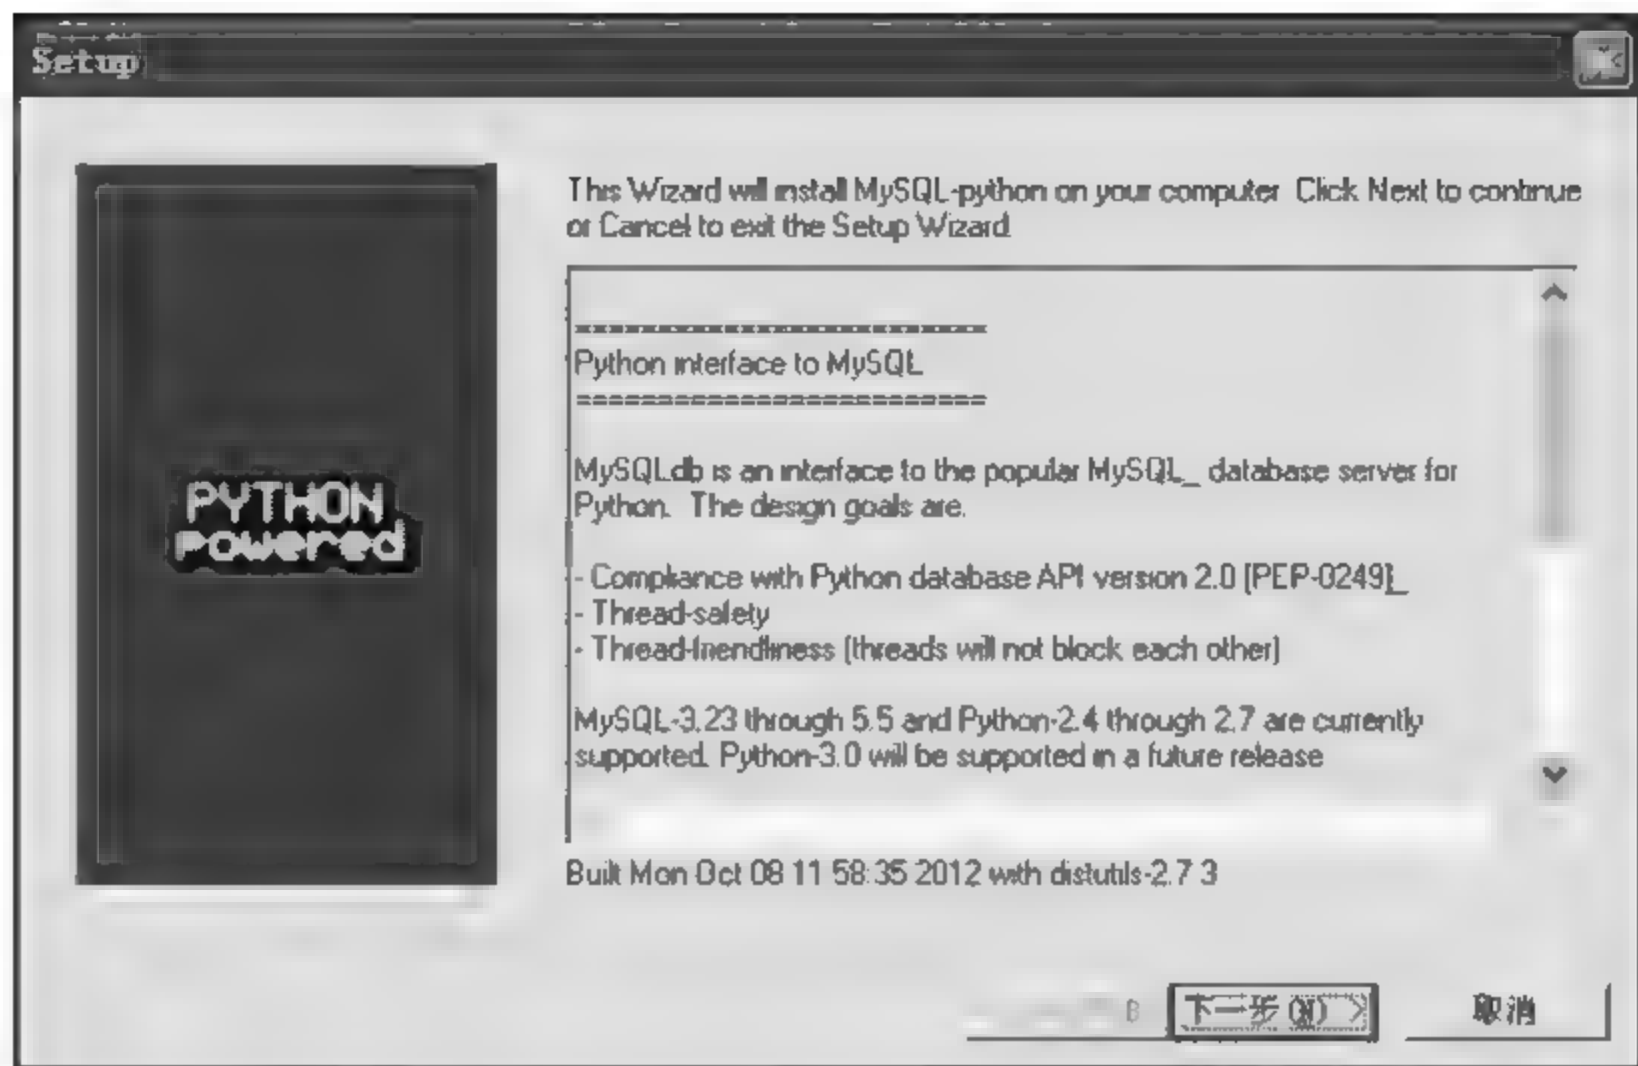 Setup
This Wizard will install MySQL-python on your computer. Click Next to continue
or Cancel to exit the Setup Wizard.
=========================
Python interface to MySQL
=========================
MySQLdb is an interface to the popular MySQL_ database server for
Python.  The design goals are:
- Compliance with Python database API version 2.0 [PEP-0249]_
- Thread-safety
- Thread-friendliness (threads will not block each other)
MySQL-3.23 through 5.5 and Python-2.4 through 2.7 are currently
supported. Python-3.0 will be supported in a future release.
PYTHON
powered
Built Mon Oct 08 11:58:35 2012 with distutils-2.7.3
下一步(N) >
取消